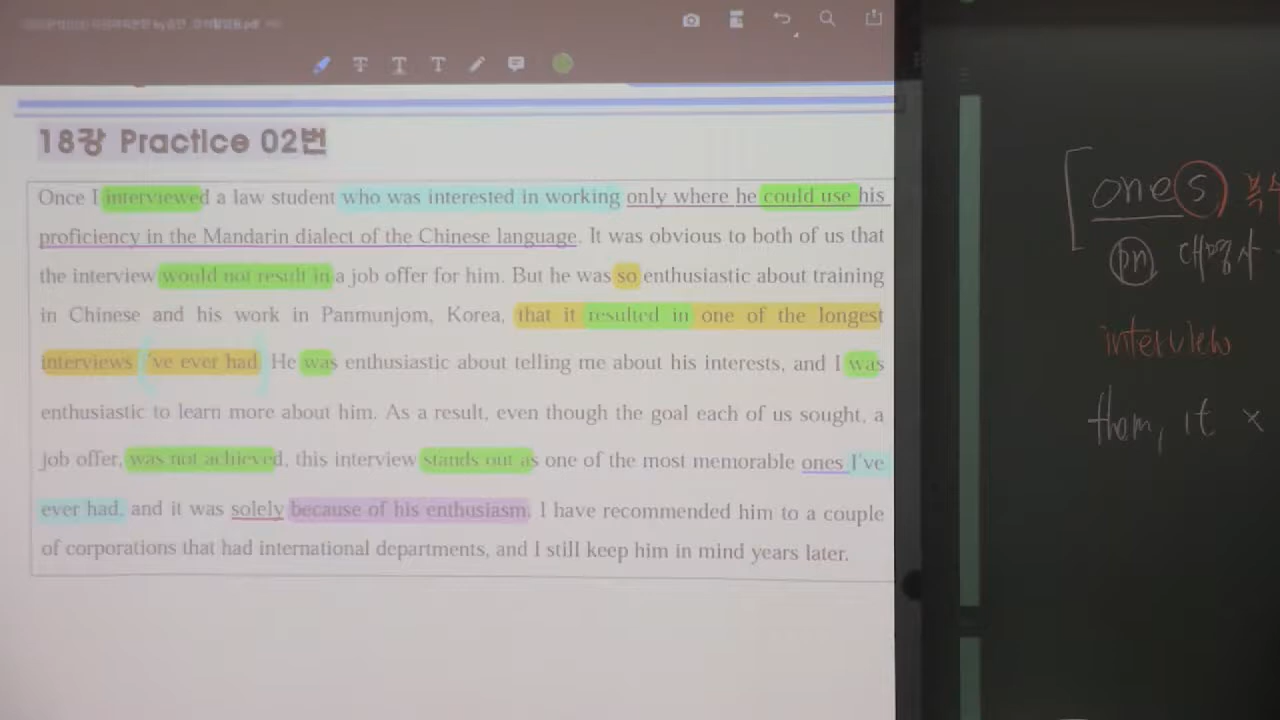 18강 Practice 02번
Once I interviewed a law student who was interested in working only where he could use his
proficiency in the Mandarin dialect of the Chinese language. It was obvious to both of us that
the interview would not result in a job offer for him. But he was so enthusiastic about training
in Chinese and his work in Panmunjom, Korea, that it resulted in one of the longest
interviews I've ever had. He was enthusiastic about telling me about his interests, and I was
enthusiastic to learn more about him. As a result, even though the goal each of us sought, a
job offer, was not achieved, this interview stands out as one of the most memorable ones I've
ever had, and it was solely because of his enthusiasm. I have recommended him to a couple
of corporations that had international departments, and I still keep him in mind years later.
ones
pn 대명사
interview
them, it ×